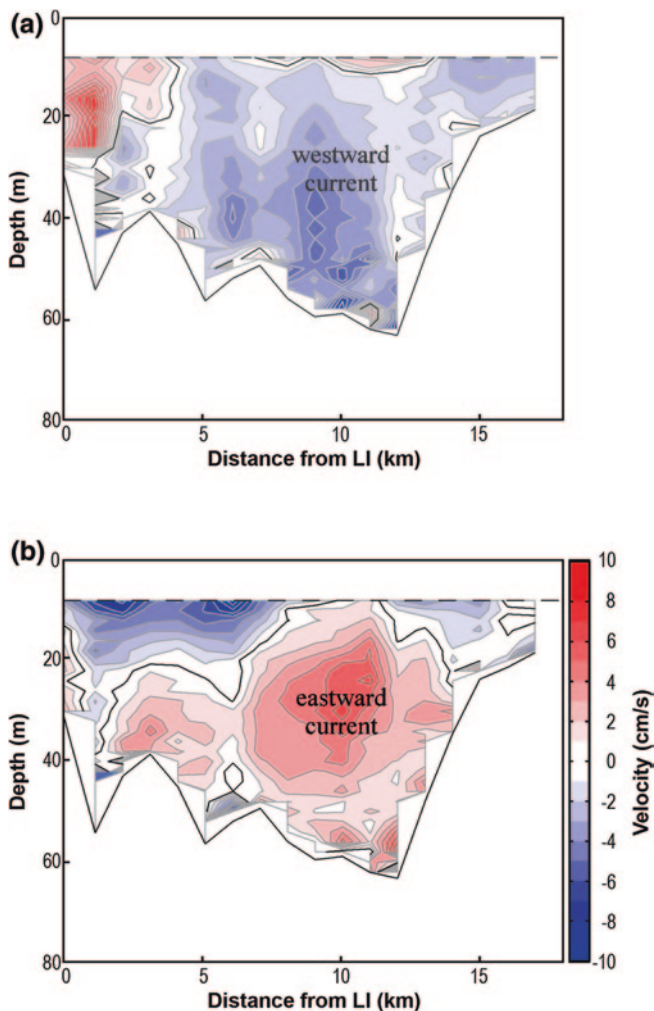 (a)
0
20
40
60
80
Depth (m)
westward
current
0 5 10 15
Distance from LI (km)
(b)
0
20
40
60
80
Depth (m)
eastward
current
0 5 10 15
Distance from LI (km)
10
8
6
4
2
0
-2
-4
-6
-8
-10
Velocity (cm/s)